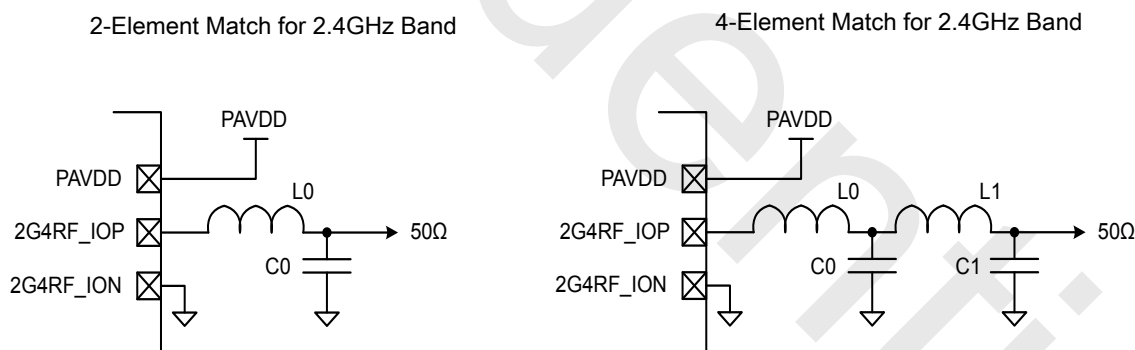 2-Element Match for 2.4GHz Band
PAVDD
PAVDD
L0
2G4RF_IOP
50Ω
C0
2G4RF_ION
4-Element Match for 2.4GHz Band
PAVDD
PAVDD
L0
L1
2G4RF_IOP
50Ω
C0
C1
2G4RF_ION
denti